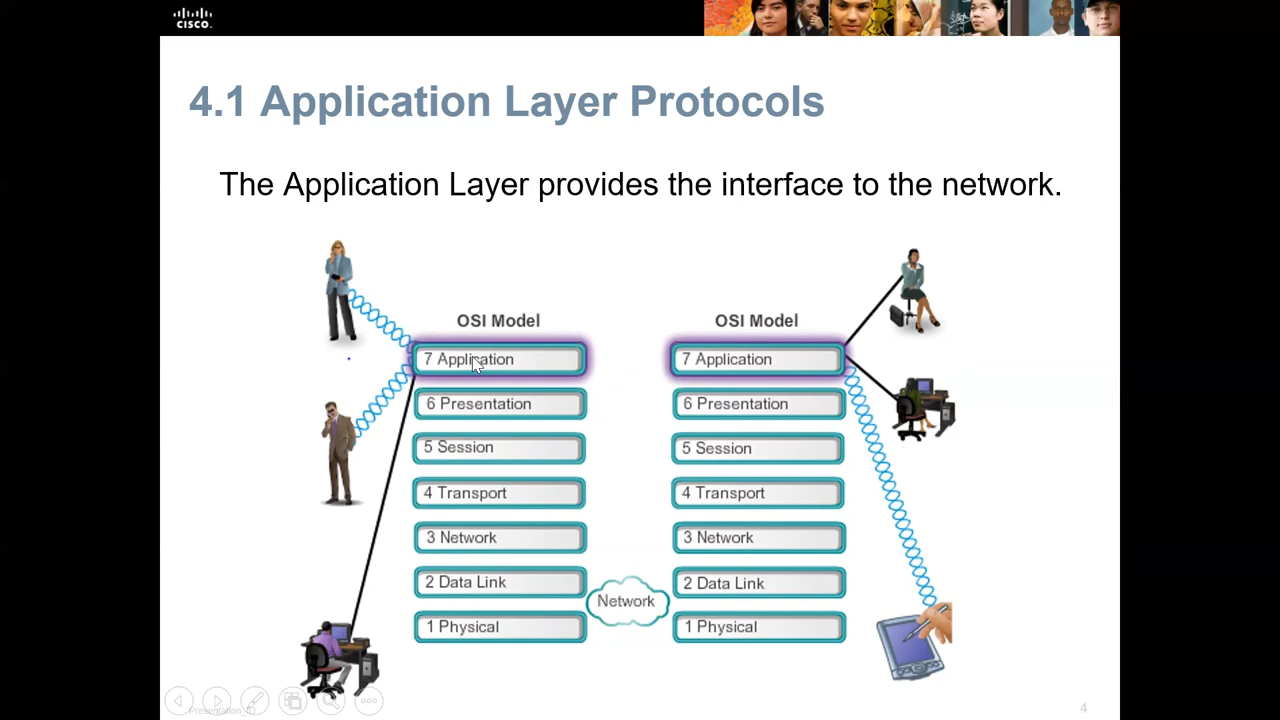 CISCO
4.1 Application Layer Protocols
The Application Layer provides the interface to the network.
OSI Model
7 Application
6 Presentation
5 Session
4 Transport
3 Network
2 Data Link
1 Physical
Network
OSI Model
7 Application
6 Presentation
5 Session
4 Transport
3 Network
2 Data Link
1 Physical
Presentation_ID
4